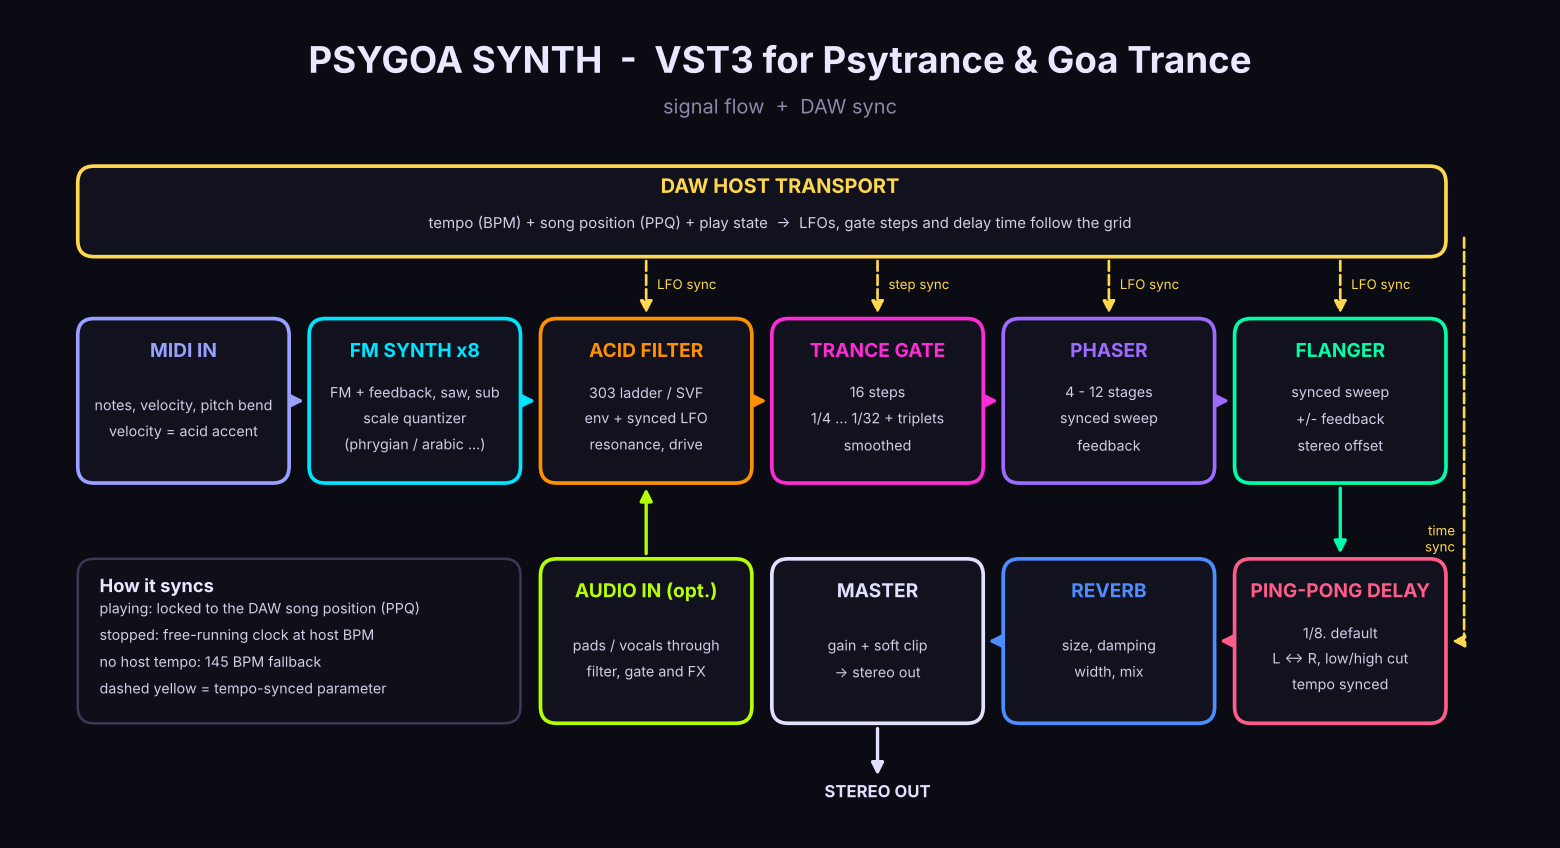 PSYGOA SYNTH - VST3 for Psytrance & Goa Trance
signal flow + DAW sync
DAW HOST TRANSPORT
tempo (BPM) + song position (PPQ) + play state → LFOs, gate steps and delay time follow the grid
LFO sync
step sync
LFO sync
LFO sync
MIDI IN
notes, velocity, pitch bend
velocity = acid accent
FM SYNTH x8
FM + feedback, saw, sub
scale quantizer
(phrygian / arabic ...)
ACID FILTER
303 ladder / SVF
env + synced LFO
resonance, drive
TRANCE GATE
16 steps
1/4 ... 1/32 + triplets
smoothed
PHASER
4 - 12 stages
synced sweep
feedback
FLANGER
synced sweep
+/- feedback
stereo offset
time
sync
How it syncs
playing: locked to the DAW song position (PPQ)
stopped: free-running clock at host BPM
no host tempo: 145 BPM fallback
dashed yellow = tempo-synced parameter
AUDIO IN (opt.)
pads / vocals through
filter, gate and FX
MASTER
gain + soft clip
→ stereo out
REVERB
size, damping
width, mix
PING-PONG DELAY
1/8. default
L ↔ R, low/high cut
tempo synced
STEREO OUT